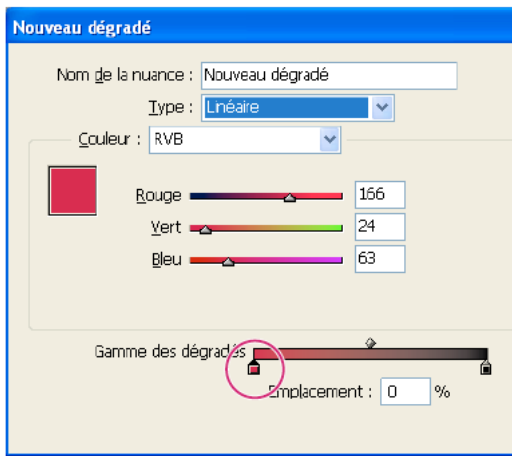 Nouveau dégradé
Nom de la nuance : Nouveau dégradé
Type : Linéaire
Couleur : RVB
Rouge 166
Vert 24
Bleu 63
Gamme des dégradés
Emplacement : 0 %